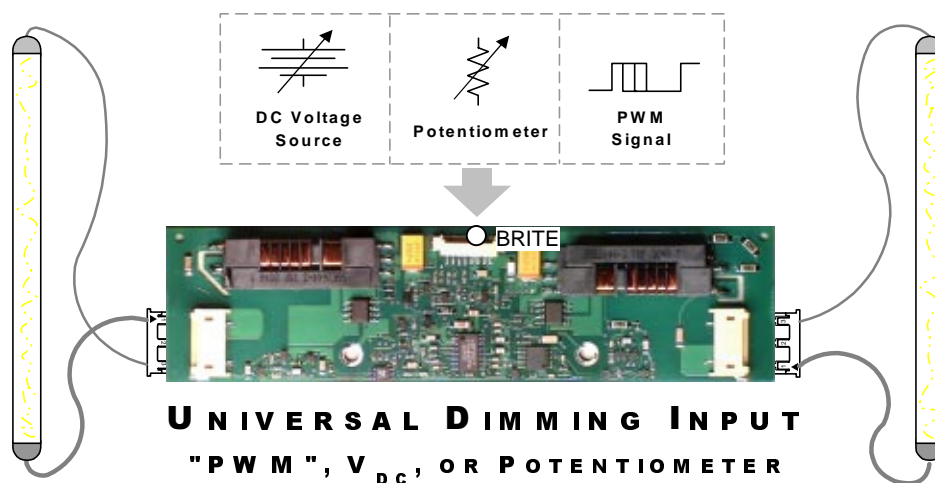 DC Voltage
Source
Potentiometer
PWM
Signal
BRITE
UNIVERSAL DIMMING INPUT
"PWM", VDC, OR POTENTIOMETER